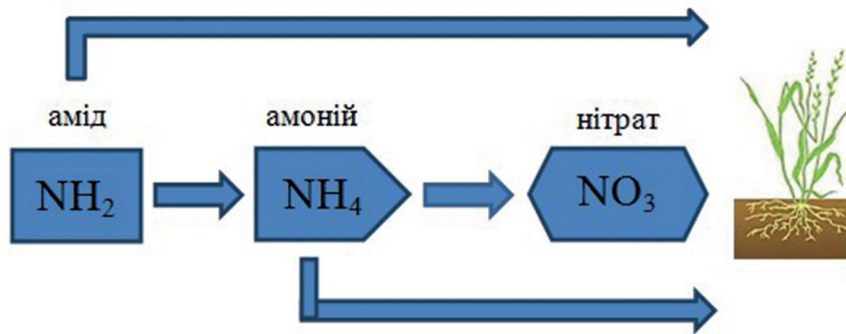 амід
амоній
нітрат
NH₂
NH₄
NO₃